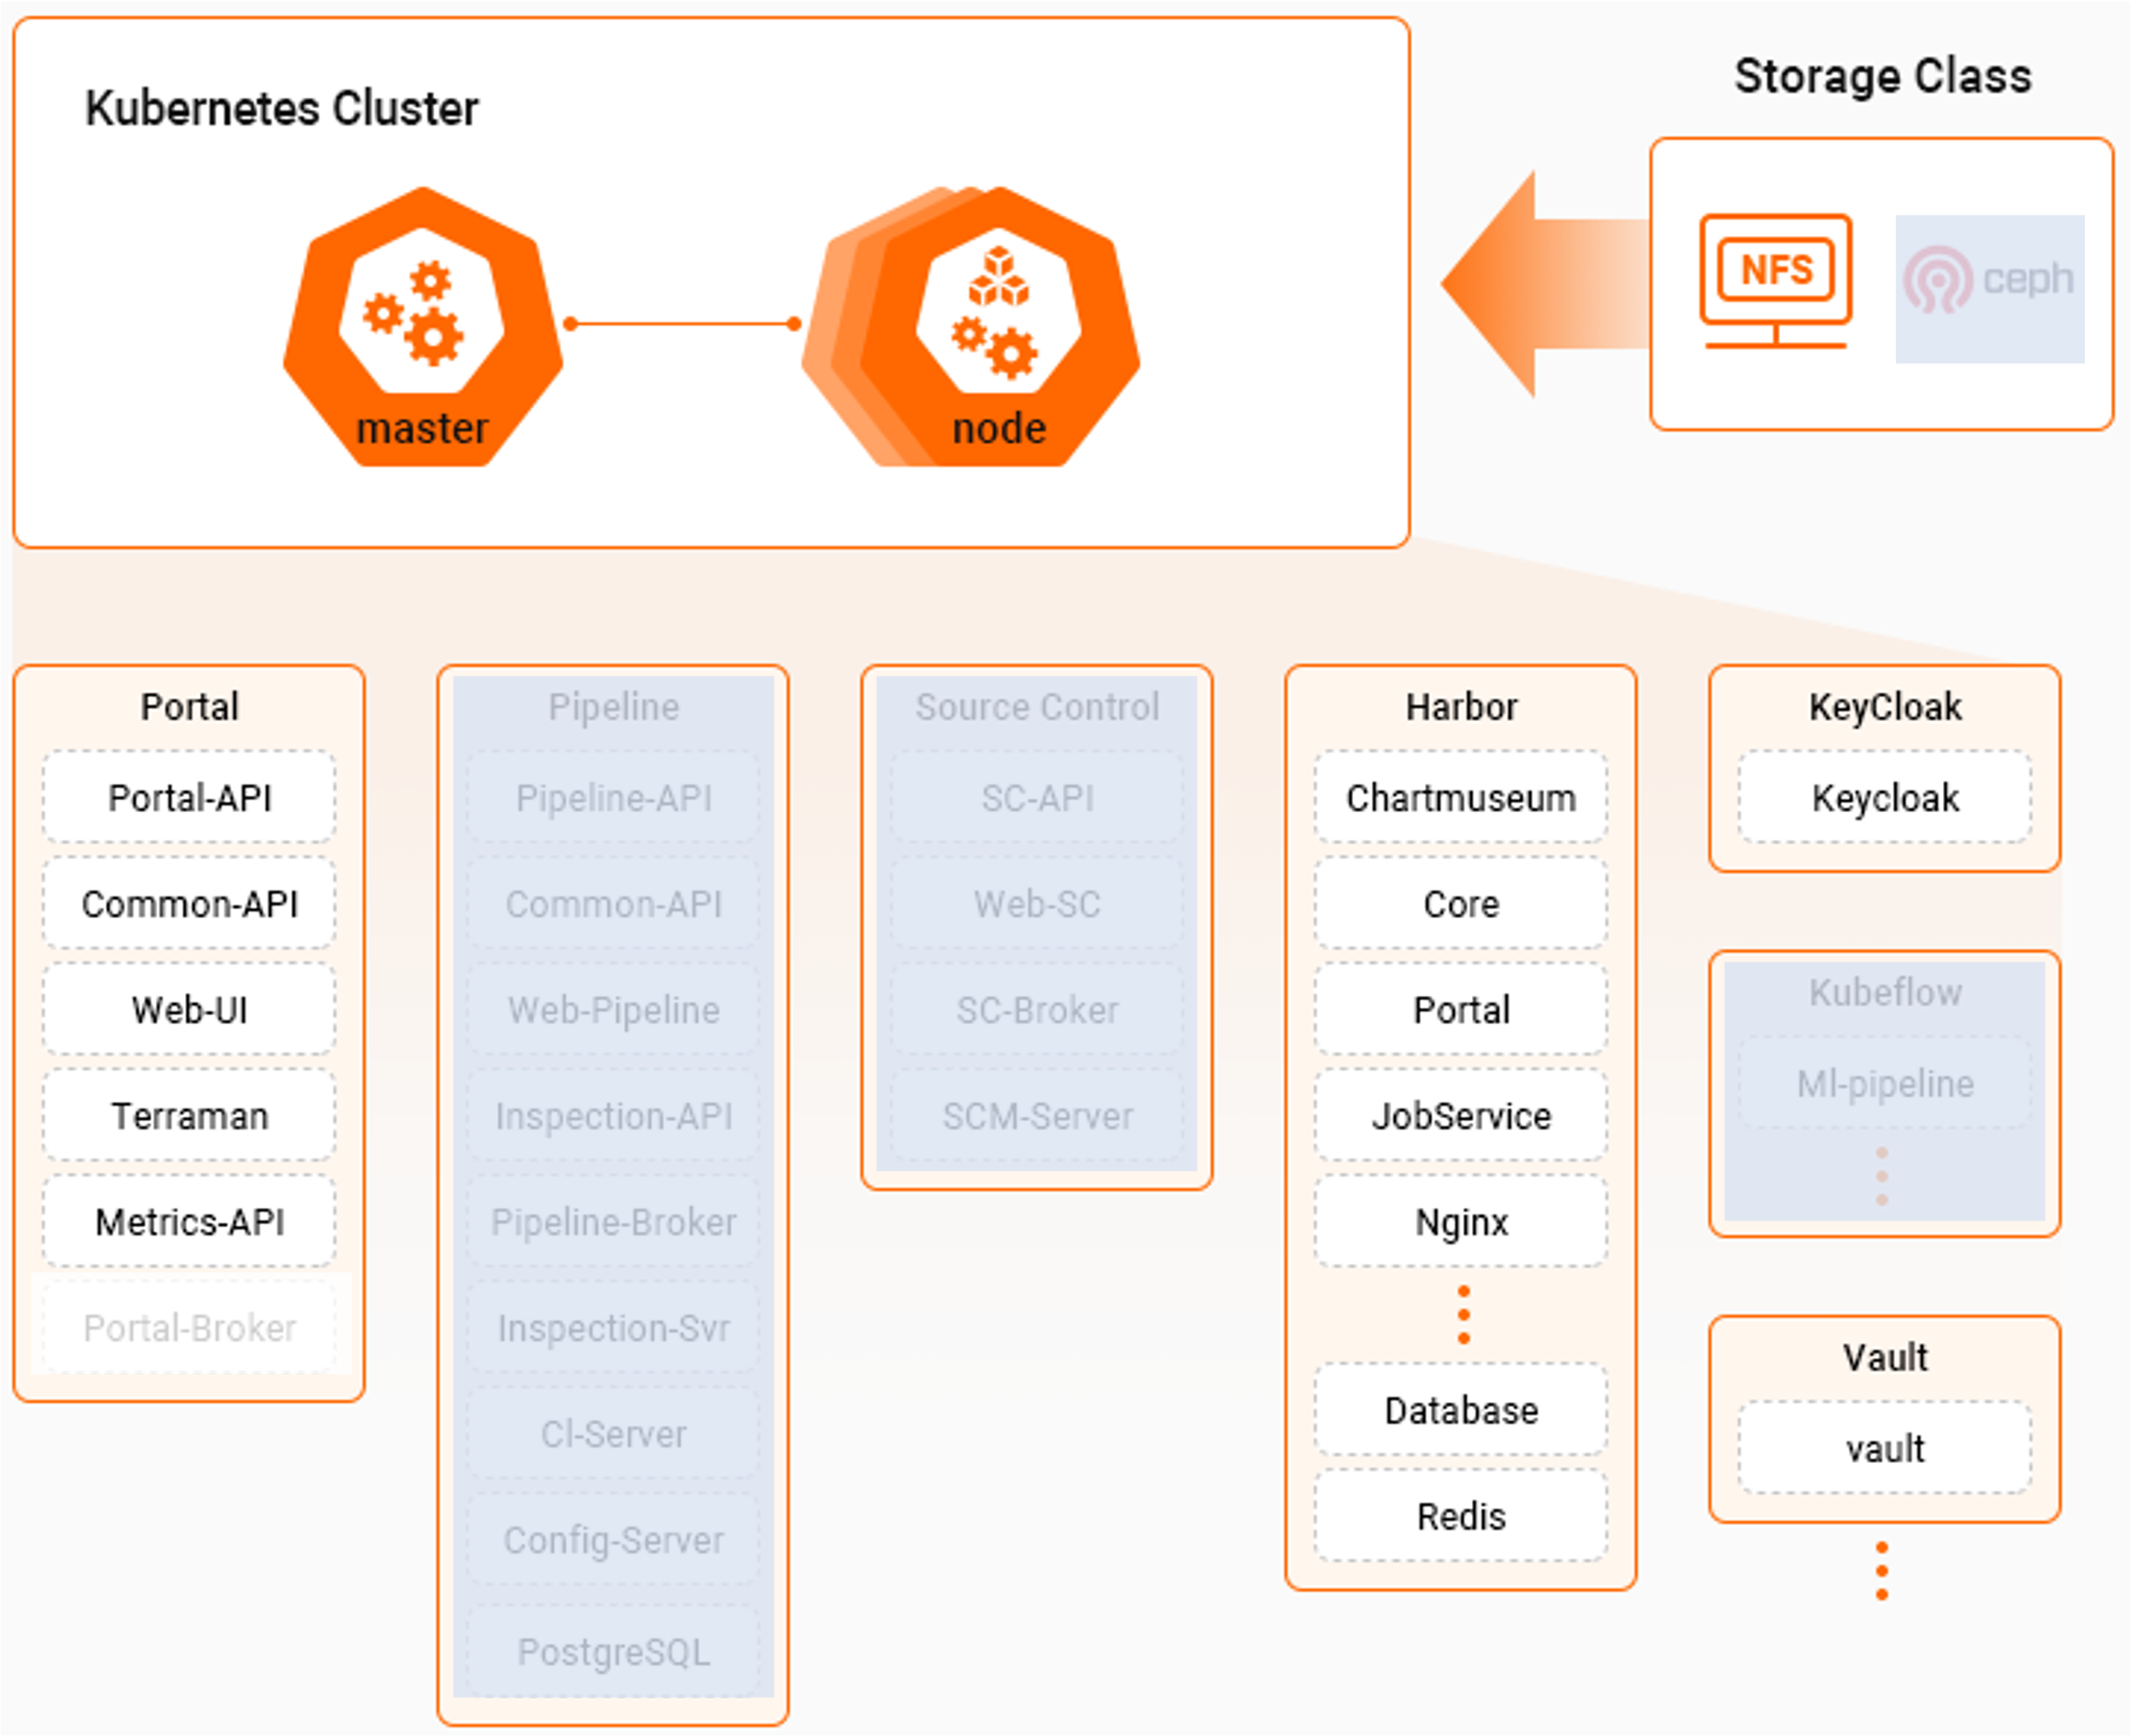 Kubernetes Cluster
master
node
Storage Class
NFS
ceph
Portal
Portal-API
Common-API
Web-UI
Terraman
Metrics-API
Portal-Broker
Pipeline
Pipeline-API
Common-API
Web-Pipeline
Inspection-API
Pipeline-Broker
Inspection-Svr
Cl-Server
Config-Server
PostgreSQL
Source Control
SC-API
Web-SC
SC-Broker
SCM-Server
Harbor
Chartmuseum
Core
Portal
JobService
Nginx
Database
Redis
KeyCloak
Keycloak
Kubeflow
Ml-pipeline
Vault
vault